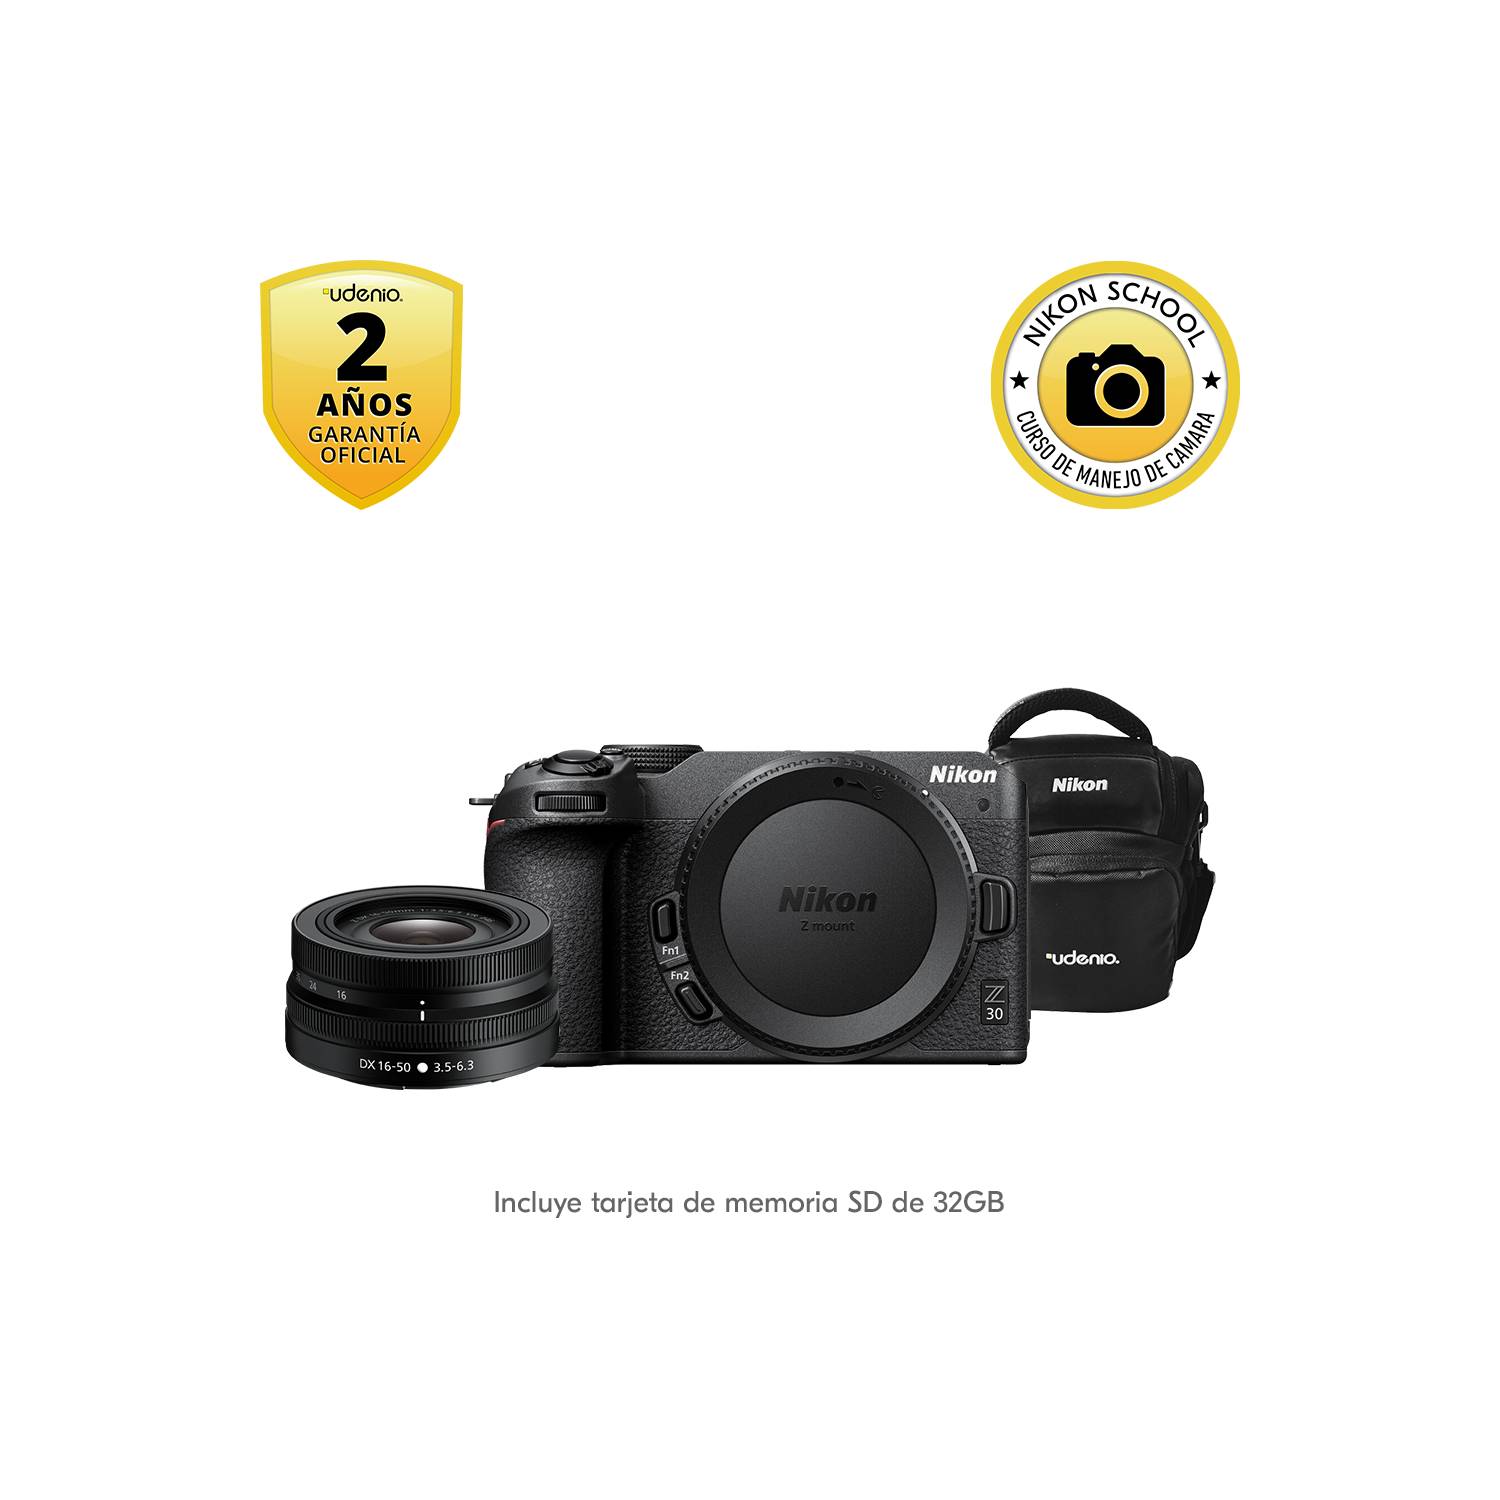 udenio.
2
AÑOS
GARANTÍA
OFICIAL
NIKON SCHOOL
CURSO DE MANEJO DE CAMARA
Nikon
Nikon
Nikon
Z mount
Fn1
Fn2
Z
30
udenio.
24 16
DX 16-50 3.5-6.3
Incluye tarjeta de memoria SD de 32GB